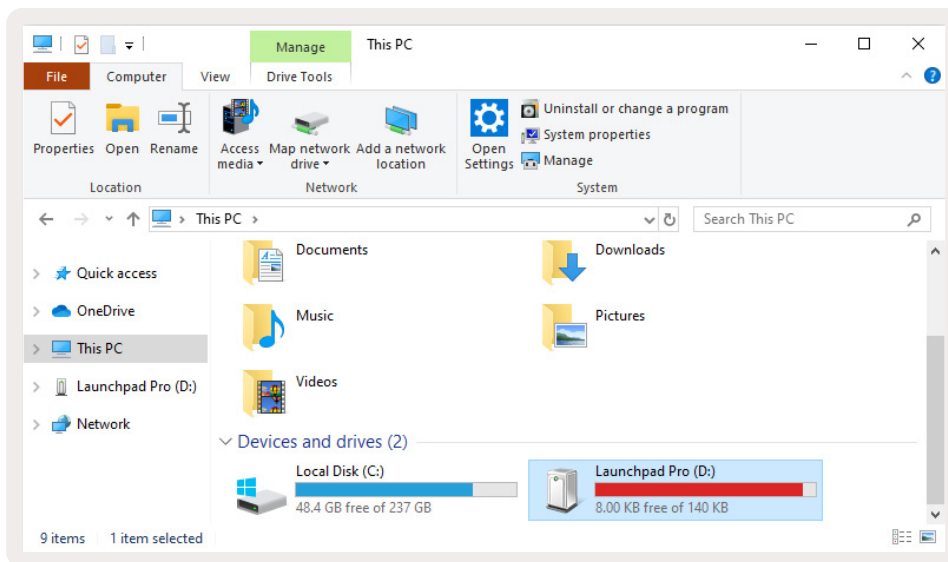 Manage This PC
File Computer View Drive Tools
Properties Open Rename Access media Map network drive Add a network location Open Settings Uninstall or change a program
System properties
Manage
Location Network System
This PC Search This PC
Documents Downloads
Quick access
OneDrive
Music Pictures
This PC
Videos
Launchpad Pro (D:)
Network
Devices and drives (2)
Local Disk (C:) Launchpad Pro (D:)
48.4 GB free of 237 GB 8.00 KB free of 140 KB
9 items 1 item selected